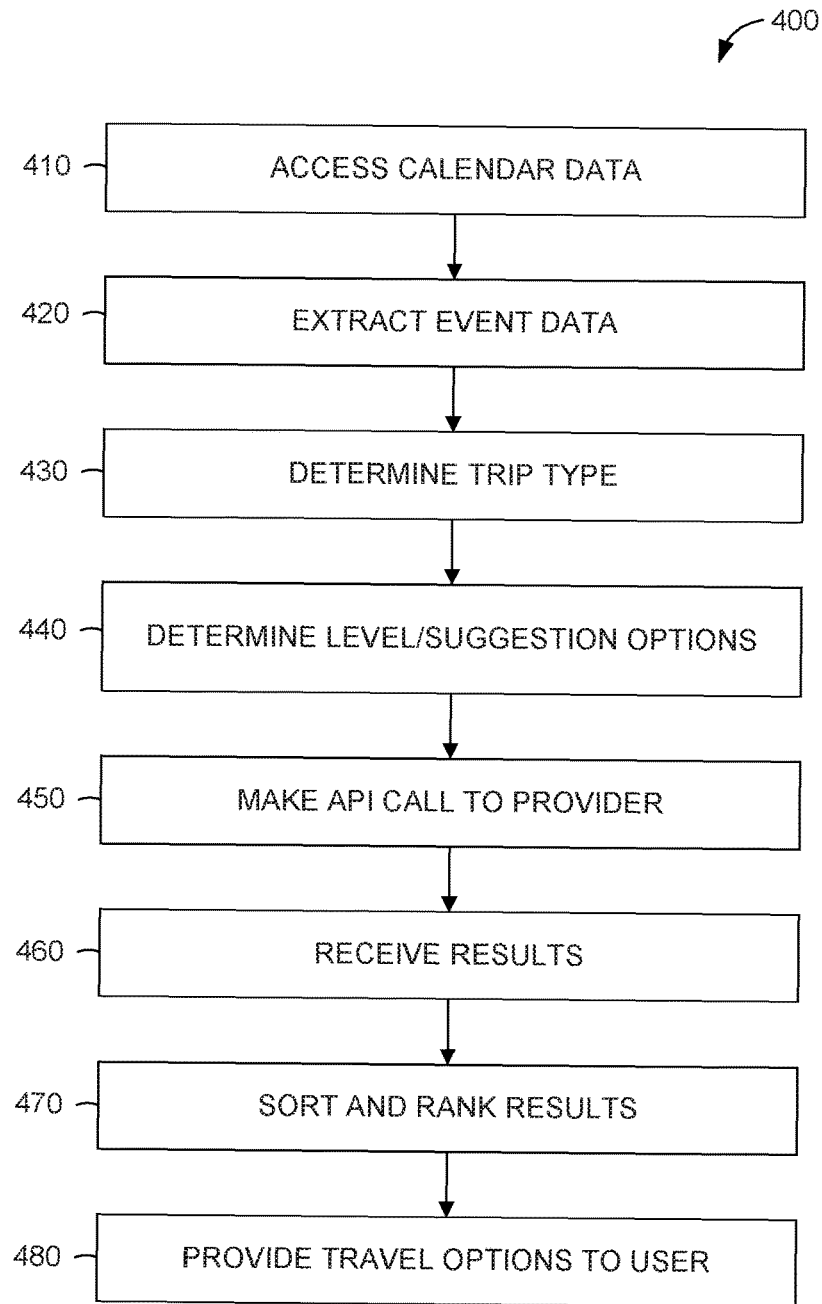 400
410 ACCESS CALENDAR DATA
420 EXTRACT EVENT DATA
430 DETERMINE TRIP TYPE
440 DETERMINE LEVEL/SUGGESTION OPTIONS
450 MAKE API CALL TO PROVIDER
460 RECEIVE RESULTS
470 SORT AND RANK RESULTS
480 PROVIDE TRAVEL OPTIONS TO USER